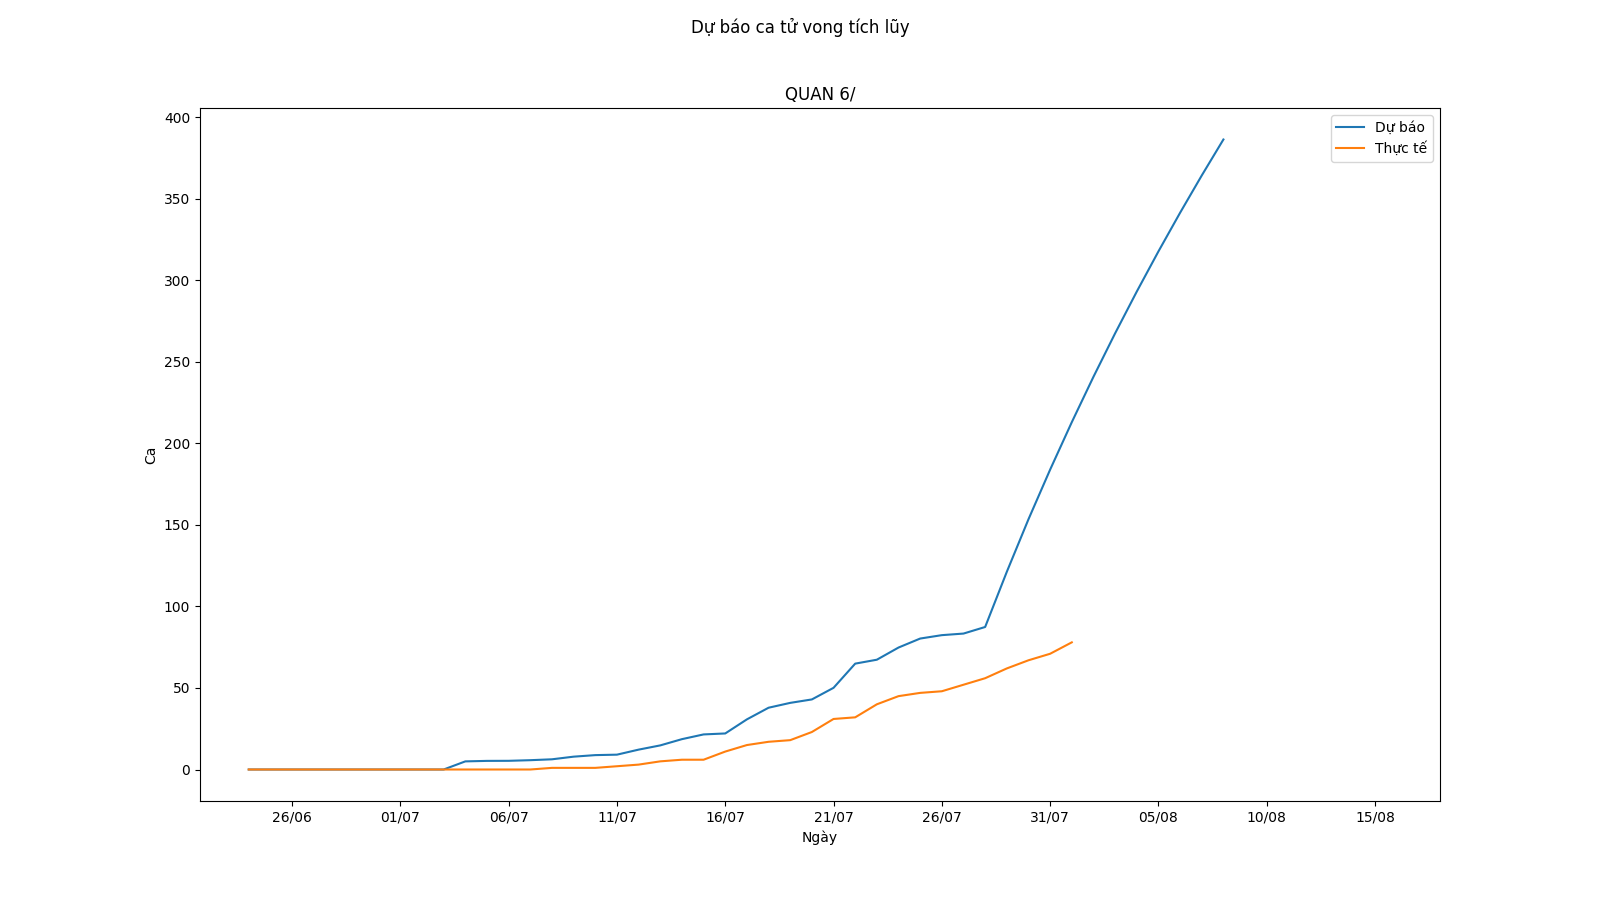 Dự báo ca tử vong tích lũy
QUAN 6/
Dự báo
Thực tế
400
350
300
250
200
150
100
50
0
Ca
26/06 01/07 06/07 11/07 16/07 21/07 26/07 31/07 05/08 10/08 15/08
Ngày